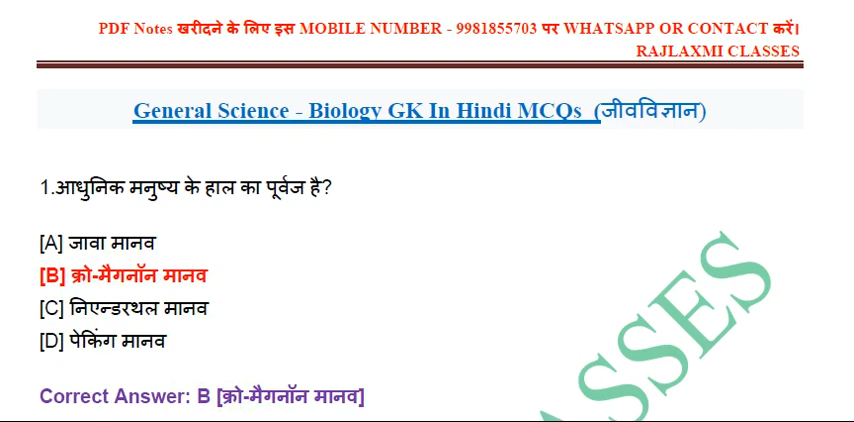 PDF Notes खरीदने के लिए इस MOBILE NUMBER - 9981855703 पर WHATSAPP OR CONTACT करें।
RAJLAXMI CLASSES
General Science - Biology GK In Hindi MCQs (जीवविज्ञान)
1.आधुनिक मनुष्य के हाल का पूर्वज है?
[A] जावा मानव
[B] क्रो-मैगनॉन मानव
[C] निएन्डरथल मानव
[D] पेकिंग मानव
Correct Answer: B [क्रो-मैगनॉन मानव]